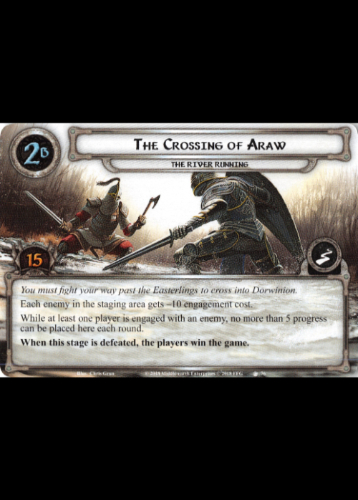 2B
THE CROSSING OF ARAW
THE RIVER RUNNING
15
You must fight your way past the Easterlings to cross into Dorwinion.
Each enemy in the staging area gets –10 engagement cost.
While at least one player is engaged with an enemy, no more than 5 progress
can be placed here each round.
When this stage is defeated, the players win the game.